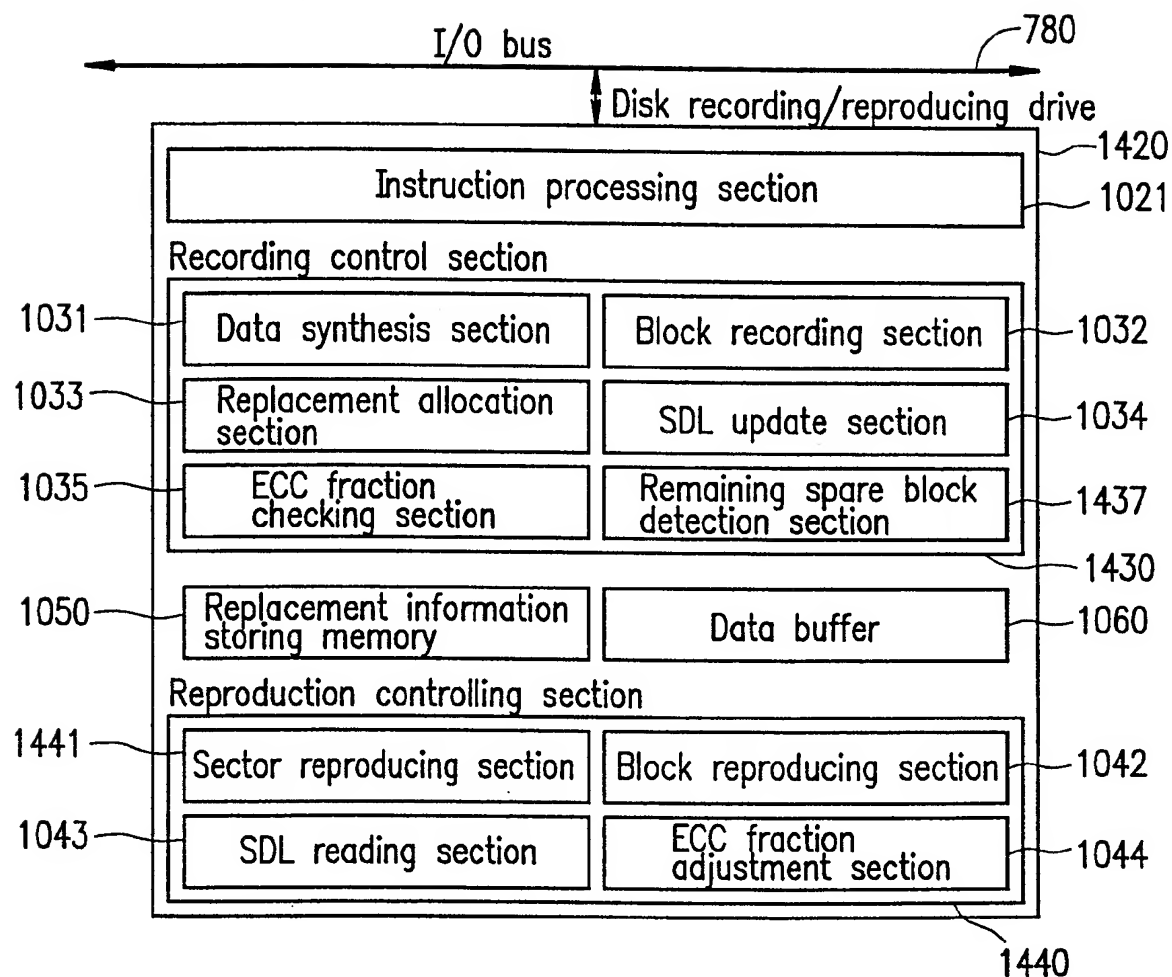 I/O bus
780
Disk recording/reproducing drive
1420
Instruction processing section
1021
Recording control section
1031
Data synthesis section
Block recording section
1032
1033
Replacement allocation
section
SDL update section
1034
1035
ECC fraction
checking section
Remaining spare block
detection section
1437
1430
1050
Replacement information
storing memory
Data buffer
1060
Reproduction controlling section
1441
Sector reproducing section
Block reproducing section
1042
1043
SDL reading section
ECC fraction
adjustment section
1044
1440